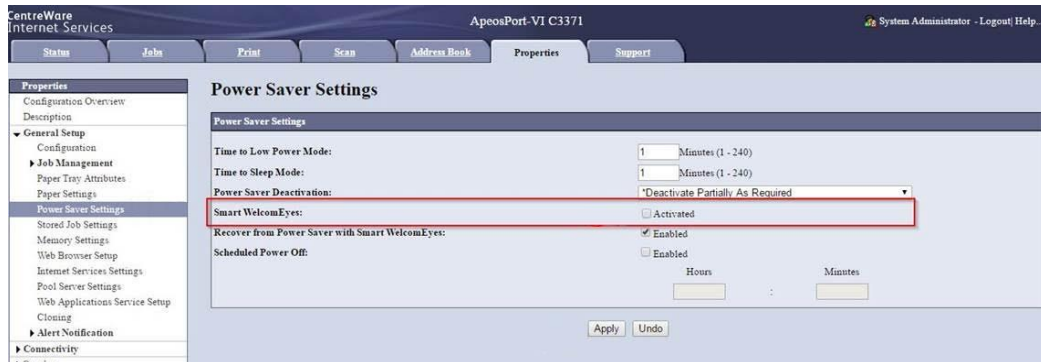 CentreWare
Internet Services
ApeosPort-VI C3371
System Administrator - Logout| Help...
Status
Jobs
Print
Scan
Address Book
Properties
Support
Properties
Configuration Overview
Description
General Setup
Configuration
Job Management
Paper Tray Attributes
Paper Settings
Power Saver Settings
Stored Job Settings
Memory Settings
Web Browser Setup
Internet Services Settings
Pool Server Settings
Web Applications Service Setup
Cloning
Alert Notification
Connectivity
Power Saver Settings
Power Saver Settings
Time to Low Power Mode: 1 Minutes (1 - 240)
Time to Sleep Mode: 1 Minutes (1 - 240)
Power Saver Deactivation: *Deactivate Partially As Required
Smart WelcomEyes: Activated
Recover from Power Saver with Smart WelcomEyes: Enabled
Scheduled Power Off: Enabled
Hours Minutes
:
Apply Undo